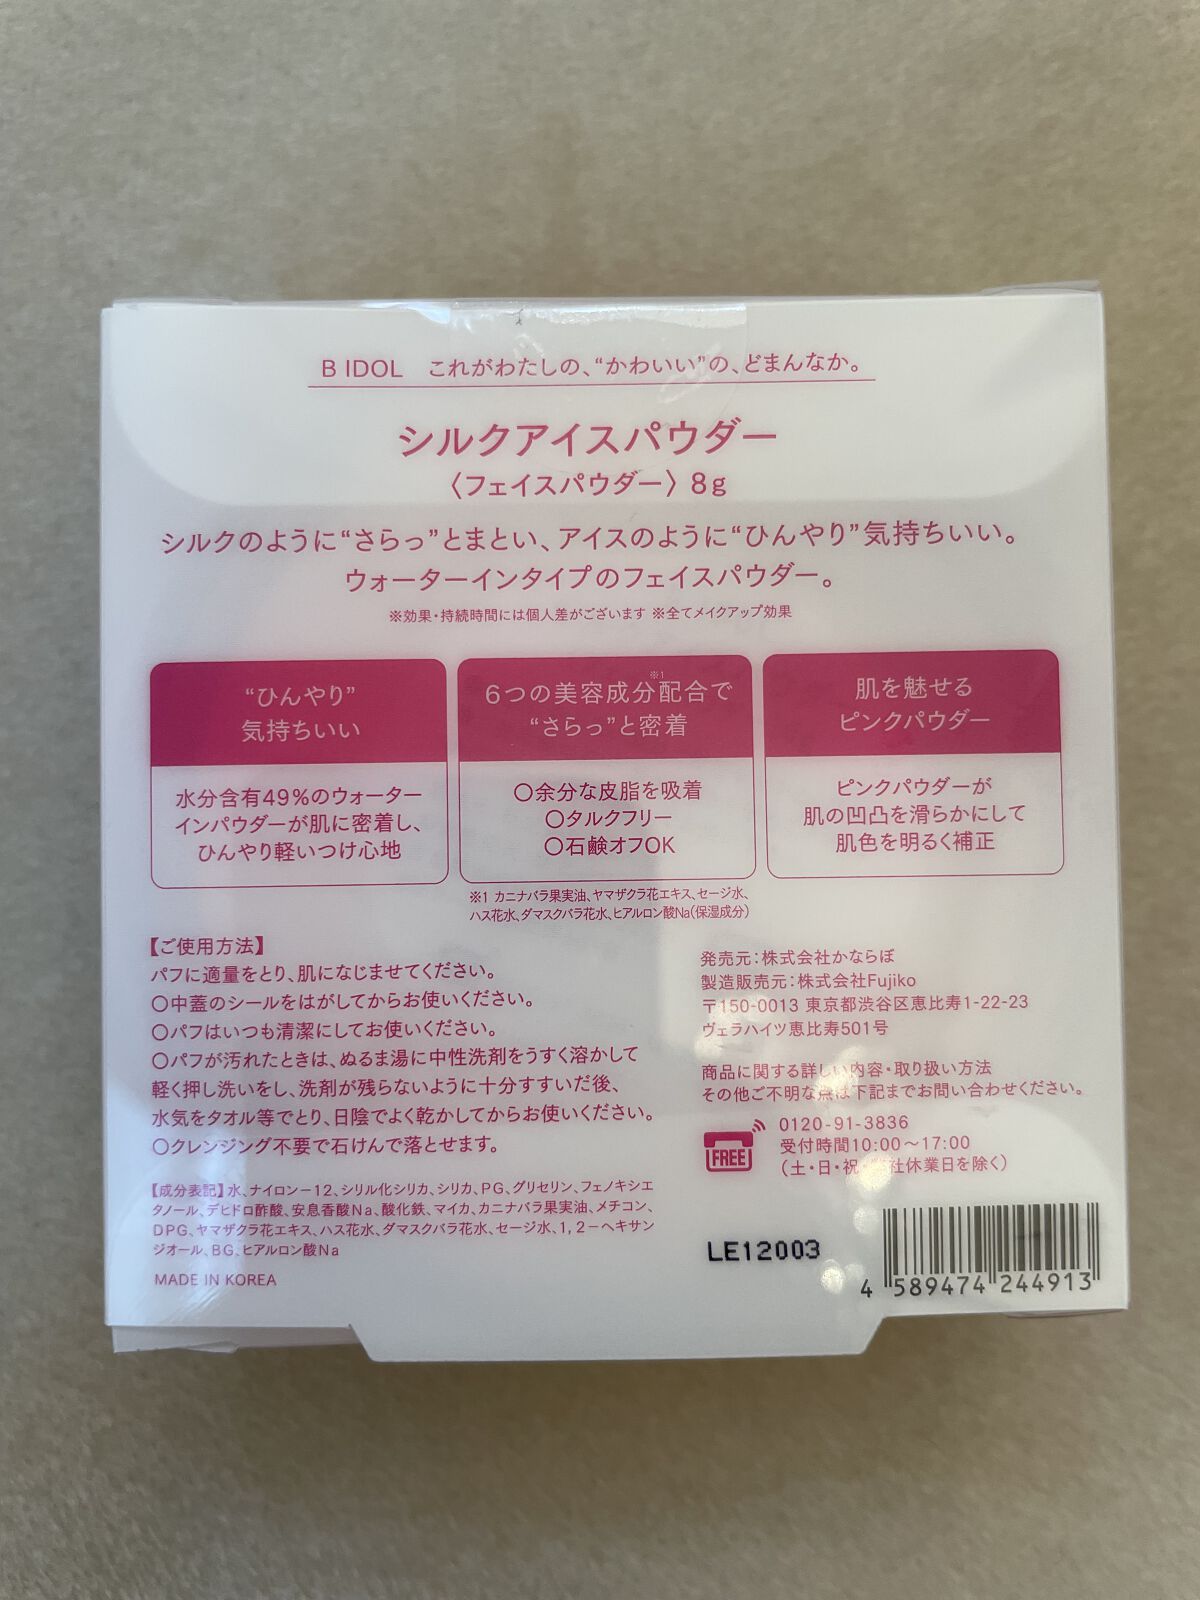 B IDOL これがわたしの、“かわいい”の、どまんなか。
シルクアイスパウダー
〈フェイスパウダー〉8g
シルクのように“さらっ”とまとい、アイスのように“ひんやり”気持ちいい。
ウォーターインタイプのフェイスパウダー。
※効果・持続時間には個人差がございます ※全てメイクアップ効果
“ひんやり”
気持ちいい
水分含有49%のウォーター
インパウダーが肌に密着し、
ひんやり軽いつけ心地
※1
6つの美容成分配合で
“さらっ”と密着
〇余分な皮脂を吸着
〇タルクフリー
〇石鹸オフOK
肌を魅せる
ピンクパウダー
ピンクパウダーが
肌の凹凸を滑らかにして
肌色を明るく補正
※1 カニナバラ果実油、ヤマザクラ花エキス、セージ水、
ハス花水、ダマスクバラ花水、ヒアルロン酸Na(保湿成分)
【ご使用方法】
パフに適量をとり、肌になじませてください。
〇中蓋のシールをはがしてからお使いください。
〇パフはいつも清潔にしてお使いください。
〇パフが汚れたときは、ぬるま湯に中性洗剤をうすく溶かして
軽く押し洗いをし、洗剤が残らないように十分すすいだ後、
水気をタオル等でとり、日陰でよく乾かしてからお使いください。
〇クレンジング不要で石けんで落とせます。
【成分表記】水、ナイロン－12、シリル化シリカ、シリカ、PG、グリセリン、フェノキシエ
タノール、デヒドロ酢酸、安息香酸Na、酸化鉄、マイカ、カニナバラ果実油、メチコン、
DPG、ヤマザクラ花エキス、ハス花水、ダマスクバラ花水、セージ水、1，2－ヘキサン
ジオール、BG、ヒアルロン酸Na
MADE IN KOREA
発売元：株式会社かならぼ
製造販売元：株式会社Fujiko
〒150-0013 東京都渋谷区恵比寿1-22-23
ヴェラハイツ恵比寿501号
商品に関する詳しい内容・取り扱い方法
その他ご不明な点は下記までお問い合わせください。
FREE
0120-91-3836
受付時間10:00～17:00
（土・日・祝 社休業日を除く）
LE12003
4 589474 244913